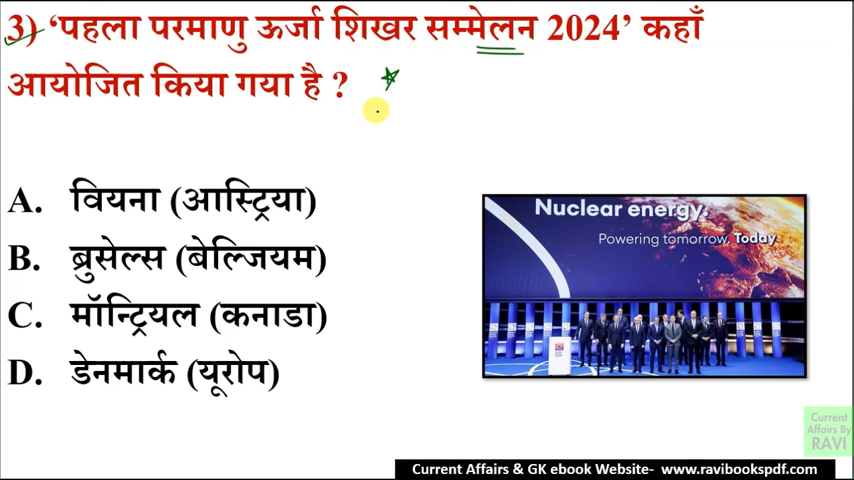 3) ‘पहला परमाणु ऊर्जा शिखर सम्मेलन 2024’ कहाँ
आयोजित किया गया है ?
A. वियना (आस्ट्रिया)
B. ब्रुसेल्स (बेल्जियम)
C. मॉन्ट्रियल (कनाडा)
D. डेनमार्क (यूरोप)
Nuclear energy.
Powering tomorrow. Today
Current
Affairs By
RAVI
Current Affairs & GK ebook Website- www.ravibookspdf.com